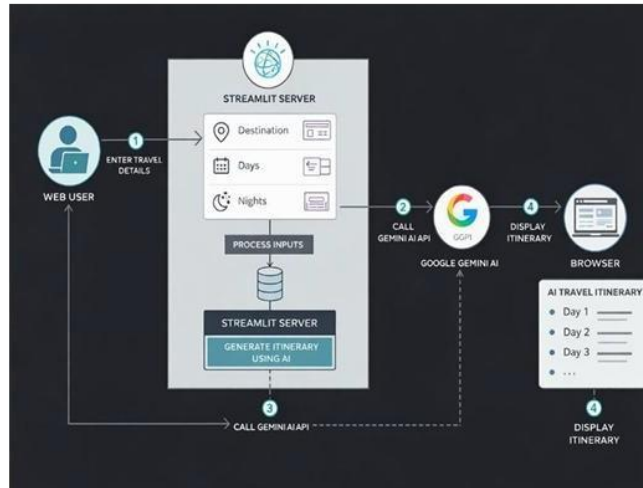 STREAMLIT SERVER
Destination
Days
Nights
1
ENTER TRAVEL
DETAILS
WEB USER
PROCESS INPUTS
STREAMLIT SERVER
GENERATE ITINERARY
USING AI
2
CALL
GEMINI AI API
GOOGLE GEMINI AI
4
DISPLAY
ITINERARY
BROWSER
AI TRAVEL ITINERARY
Day 1
Day 2
Day 3
...
3
CALL GEMINI AI API
4
DISPLAY
ITINERARY